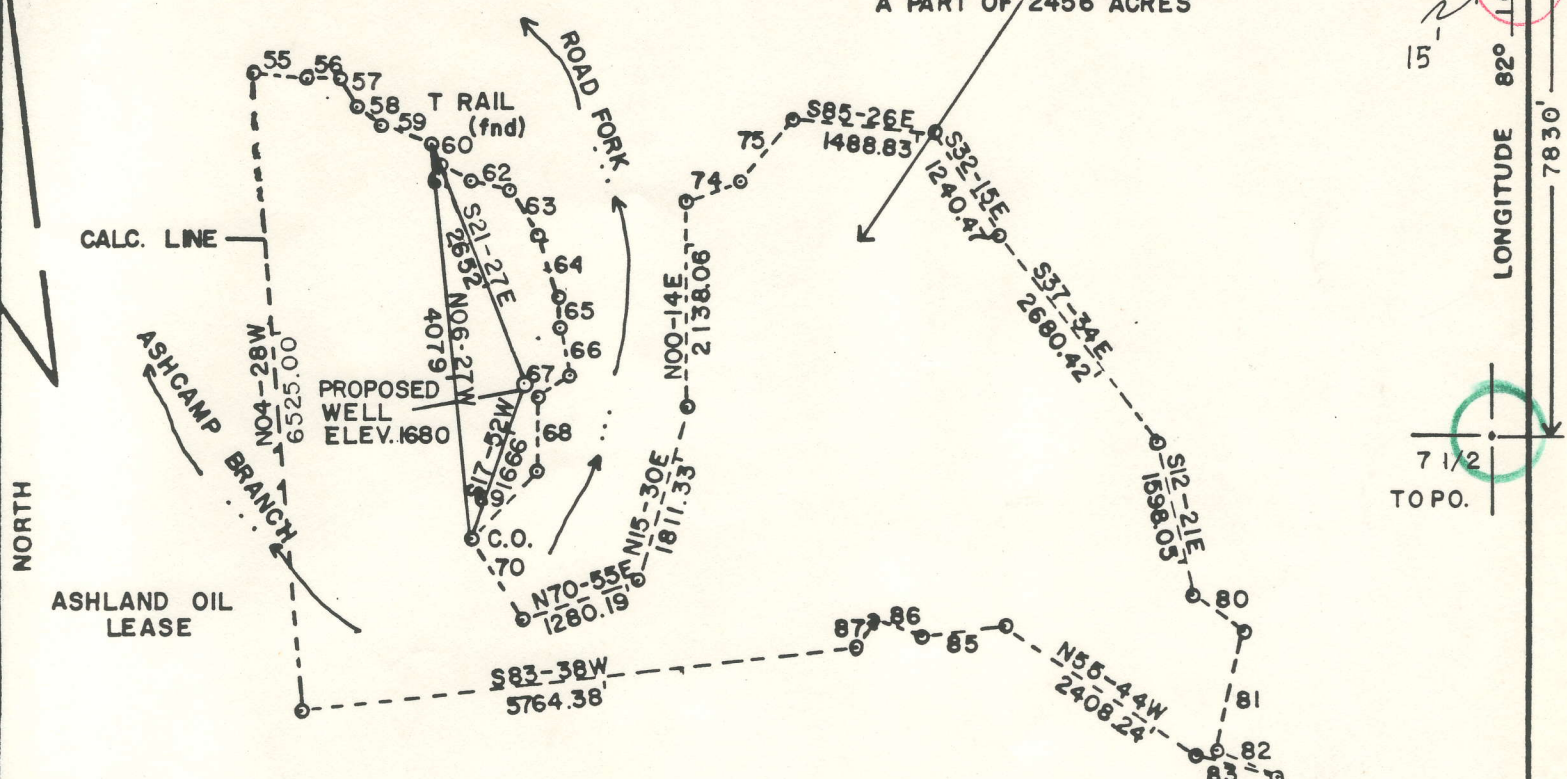 A PART OF 2456 ACRES
15'
LONGITUDE 82°
7830'
55
56
57
58
59
T RAIL
(fnd)
60
62
63
64
65
66
67
68
69
C.O.
70
ROAD FORK
CALC. LINE
N04-28W
6525.00
ASHCAMP BRANCH
PROPOSED
WELL
ELEV. 1680
S21-27E
2652
N06-27W
4079
S17-52W
1666
74
75
S85-26E
1488.83'
S32-15E
1240.47'
S37-34E
2680.42'
N00-14E
2138.06
N15-30E
1811.33'
N70-55E
1280.19'
S12-21E
1598.05'
7 1/2
TOPO.
NORTH
ASHLAND OIL
LEASE
80
81
82
83
85
86
87
S83-38W
5764.38'
N56-44W
2408.24'